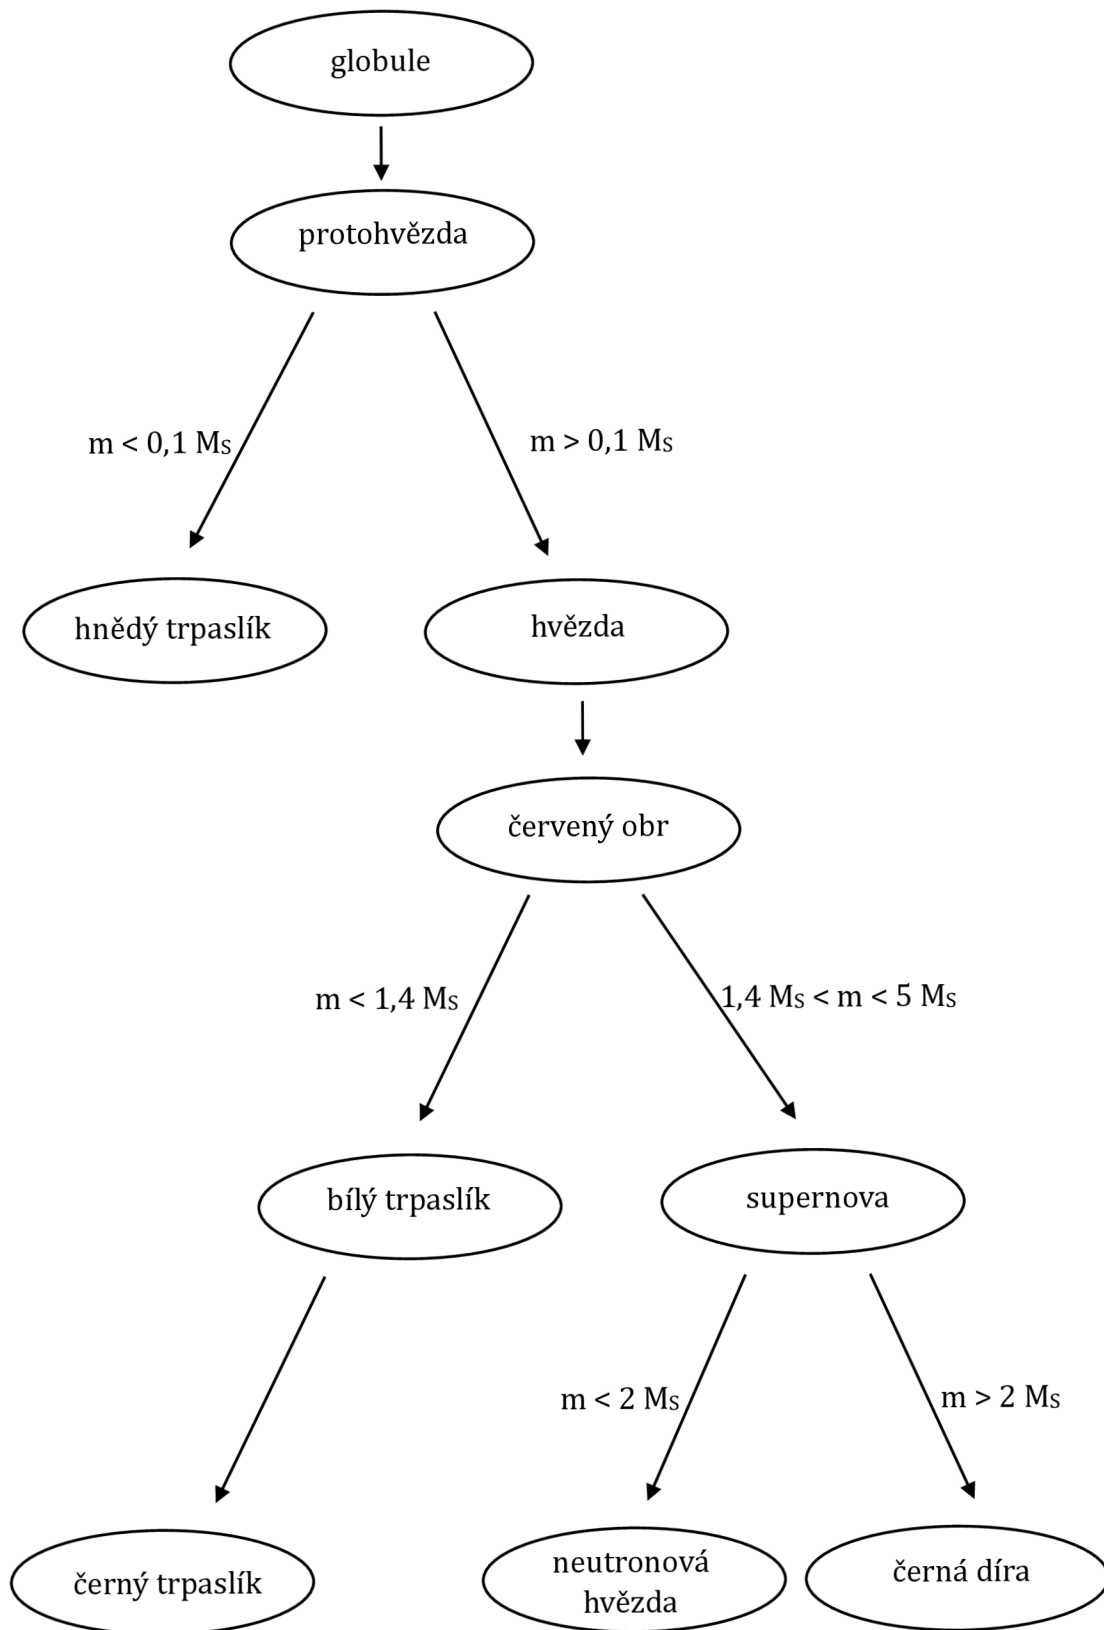 globule
protohvězda
m < 0,1 Ms
m > 0,1 Ms
hnědý trpaslík
hvězda
červený obr
m < 1,4 Ms
1,4 Ms < m < 5 Ms
bílý trpaslík
supernova
m < 2 Ms
m > 2 Ms
černý trpaslík
neutronová
hvězda
černá díra